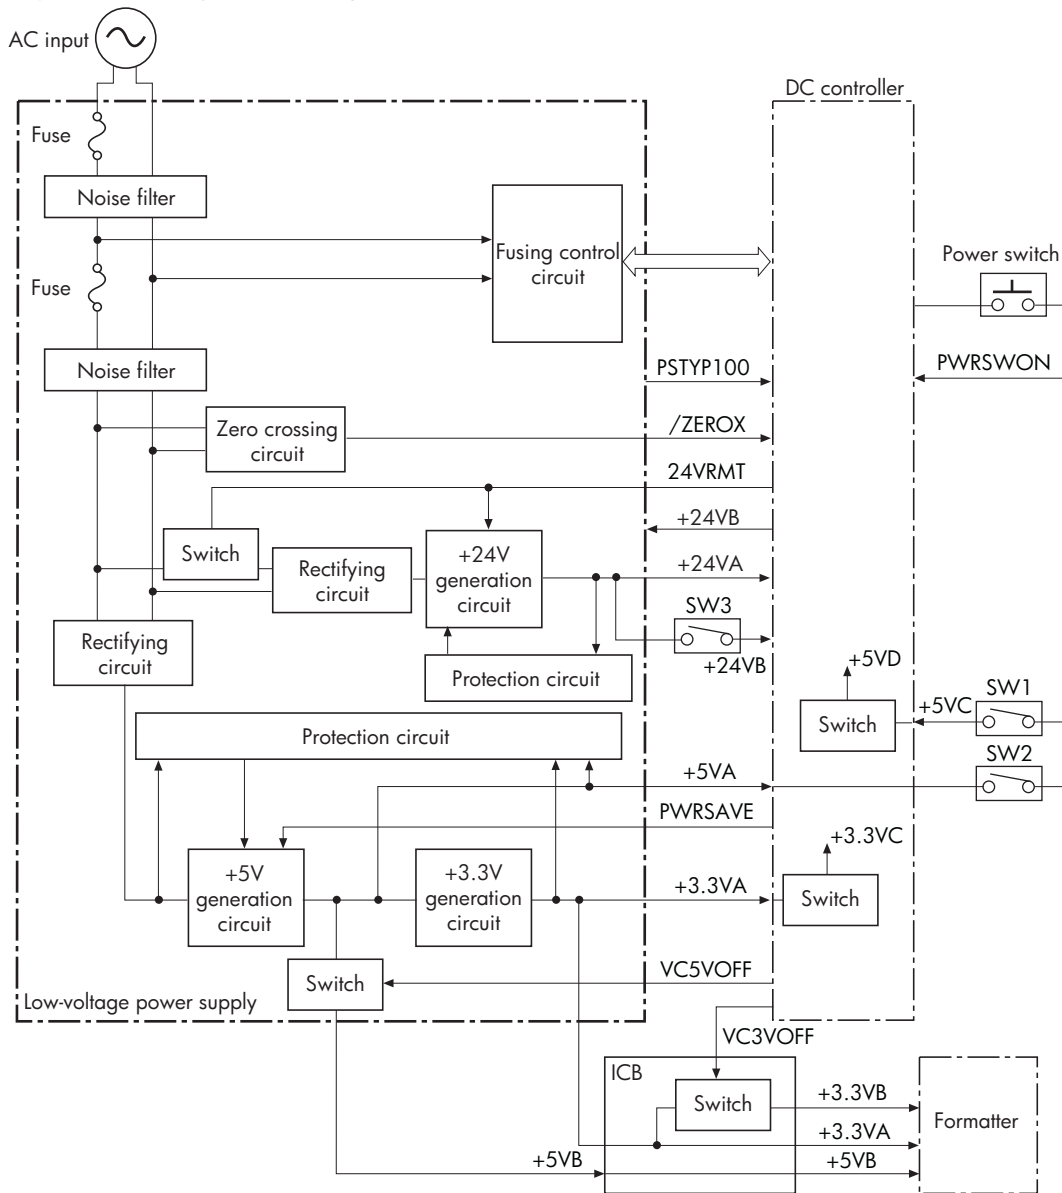 AC input
DC controller
Fuse
Noise filter
Fusing control
circuit
Power switch
Fuse
Noise filter
PSTYP100
PWRSWON
Zero crossing
circuit
/ZEROX
24VRMT
+24VB
Switch
Rectifying
circuit
+24V
generation
circuit
+24VA
SW3
+24VB
Rectifying
circuit
Protection circuit
+5VD
Switch
+5VC
SW1
Protection circuit
SW2
+5VA
PWRSAVE
+3.3VC
+5V
generation
circuit
+3.3V
generation
circuit
+3.3VA
Switch
Switch
VC5VOFF
Low-voltage power supply
VC3VOFF
ICB
Switch
+3.3VB
Formatter
+3.3VA
+5VB
+5VB